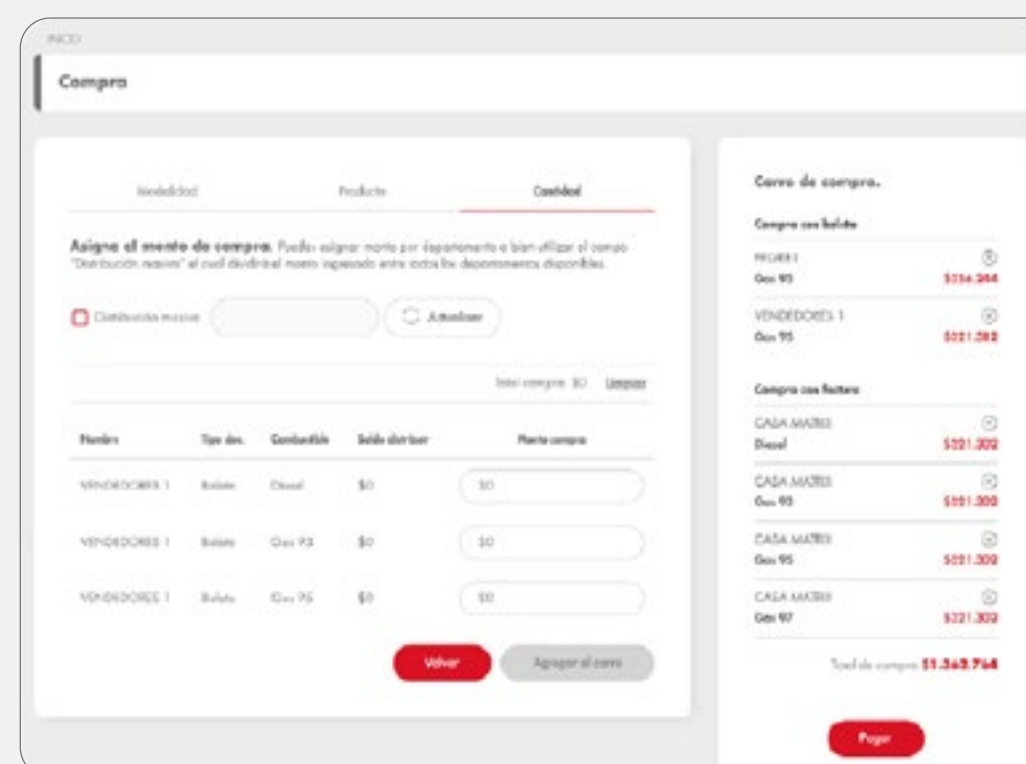 INICIO
Compra
Modalidad
Producto
Cantidad
Asigna el monto de compra. Puedes asignar monto por departamento o bien utilizar el campo
"Distribución masiva" el cual dividirá el monto ingresado entre todos los departamentos disponibles.
Distribución masiva
Actualizar
Total compra $0 Limpiar
Nombre Tipo doc. Combustible Saldo distribuir Monto compra
VENDEDORES 1 Boleta Diesel $0 $0
VENDEDORES 1 Boleta Gas 93 $0 $0
VENDEDORES 1 Boleta Gas 95 $0 $0
Volver
Agregar al carro
Carro de compra.
Compra con boleta
Gas 95
VENDEDORES 1
Gas 95
Compra con factura
CASA MATRIZ
Diesel
CASA MATRIZ
Gas 93
CASA MATRIZ
Gas 95
CASA MATRIZ
Gas 97
Total de compra
Pagar